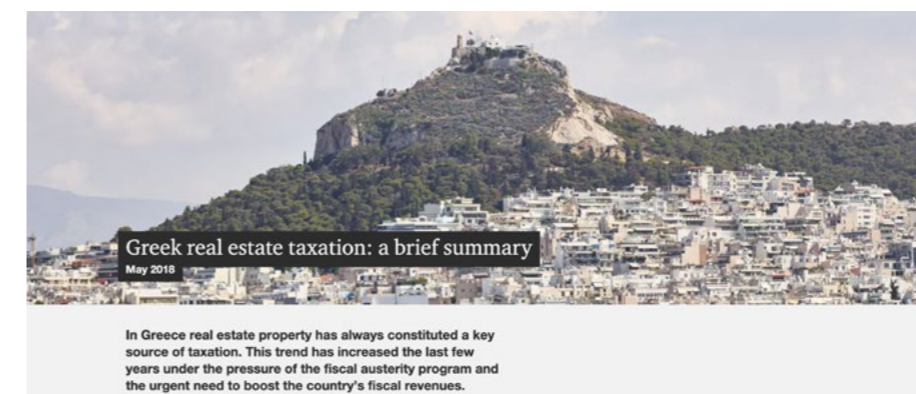 Greek real estate taxation: a brief summary
May 2018
In Greece real estate property has always constituted a key
source of taxation. This trend has increased the last few
years under the pressure of the fiscal austerity program and
the urgent need to boost the country's fiscal revenues.